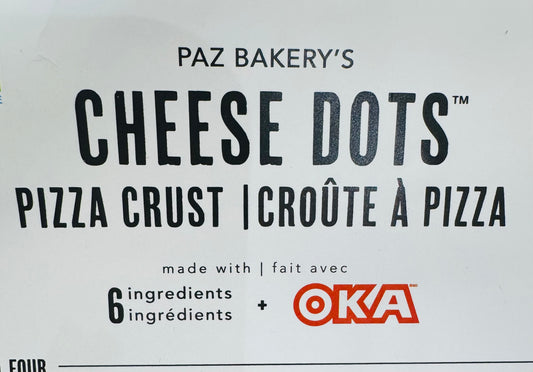 PAZ BAKERY'S
CHEESE DOTS™
PIZZA CRUST | CROÛTE À PIZZA
made with | fait avec
6 ingredients + OKA
ingrédients
FOUR